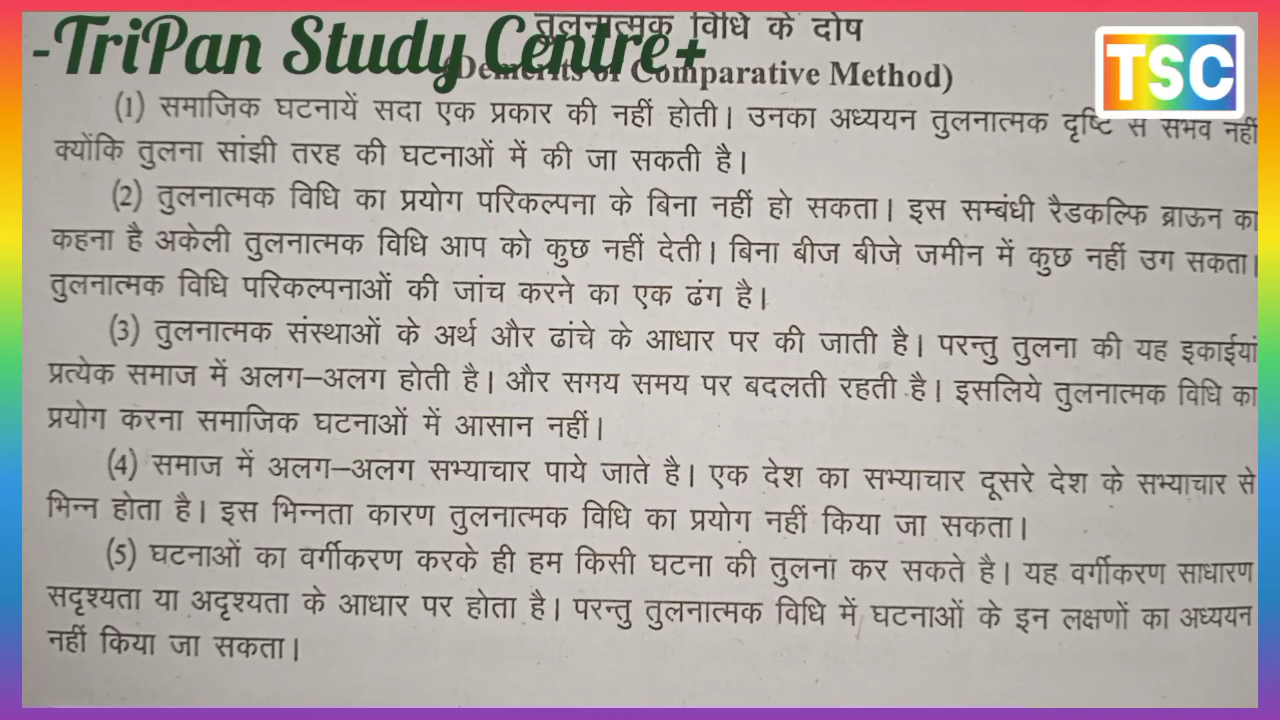 तुलनात्मक विधि के दोष
-TriPan Study Centre+
(Demerits of Comparative Method)
TSC
(1) समाजिक घटनायें सदा एक प्रकार की नहीं होती। उनका अध्ययन तुलनात्मक दृष्टि से संभव नहीं
क्योंकि तुलना सांझी तरह की घटनाओं में की जा सकती है।
(2) तुलनात्मक विधि का प्रयोग परिकल्पना के बिना नहीं हो सकता। इस सम्बंधी रैडकल्फि ब्राऊन का
कहना है अकेली तुलनात्मक विधि आप को कुछ नहीं देती। बिना बीज बीजे जमीन में कुछ नहीं उग सकता।
तुलनात्मक विधि परिकल्पनाओं की जांच करने का एक ढंग है।
(3) तुलनात्मक संस्थाओं के अर्थ और ढांचे के आधार पर की जाती है। परन्तु तुलना की यह इकाईयां
प्रत्येक समाज में अलग–अलग होती है। और समय समय पर बदलती रहती है। इसलिये तुलनात्मक विधि का
प्रयोग करना समाजिक घटनाओं में आसान नहीं।
(4) समाज में अलग–अलग सभ्याचार पाये जाते है। एक देश का सभ्याचार दूसरे देश के सभ्याचार से
भिन्न होता है। इस भिन्नता कारण तुलनात्मक विधि का प्रयोग नहीं किया जा सकता।
(5) घटनाओं का वर्गीकरण करके ही हम किसी घटना की तुलना कर सकते है। यह वर्गीकरण साधारण
सदृश्यता या अदृश्यता के आधार पर होता है। परन्तु तुलनात्मक विधि में घटनाओं के इन लक्षणों का अध्ययन
नहीं किया जा सकता।